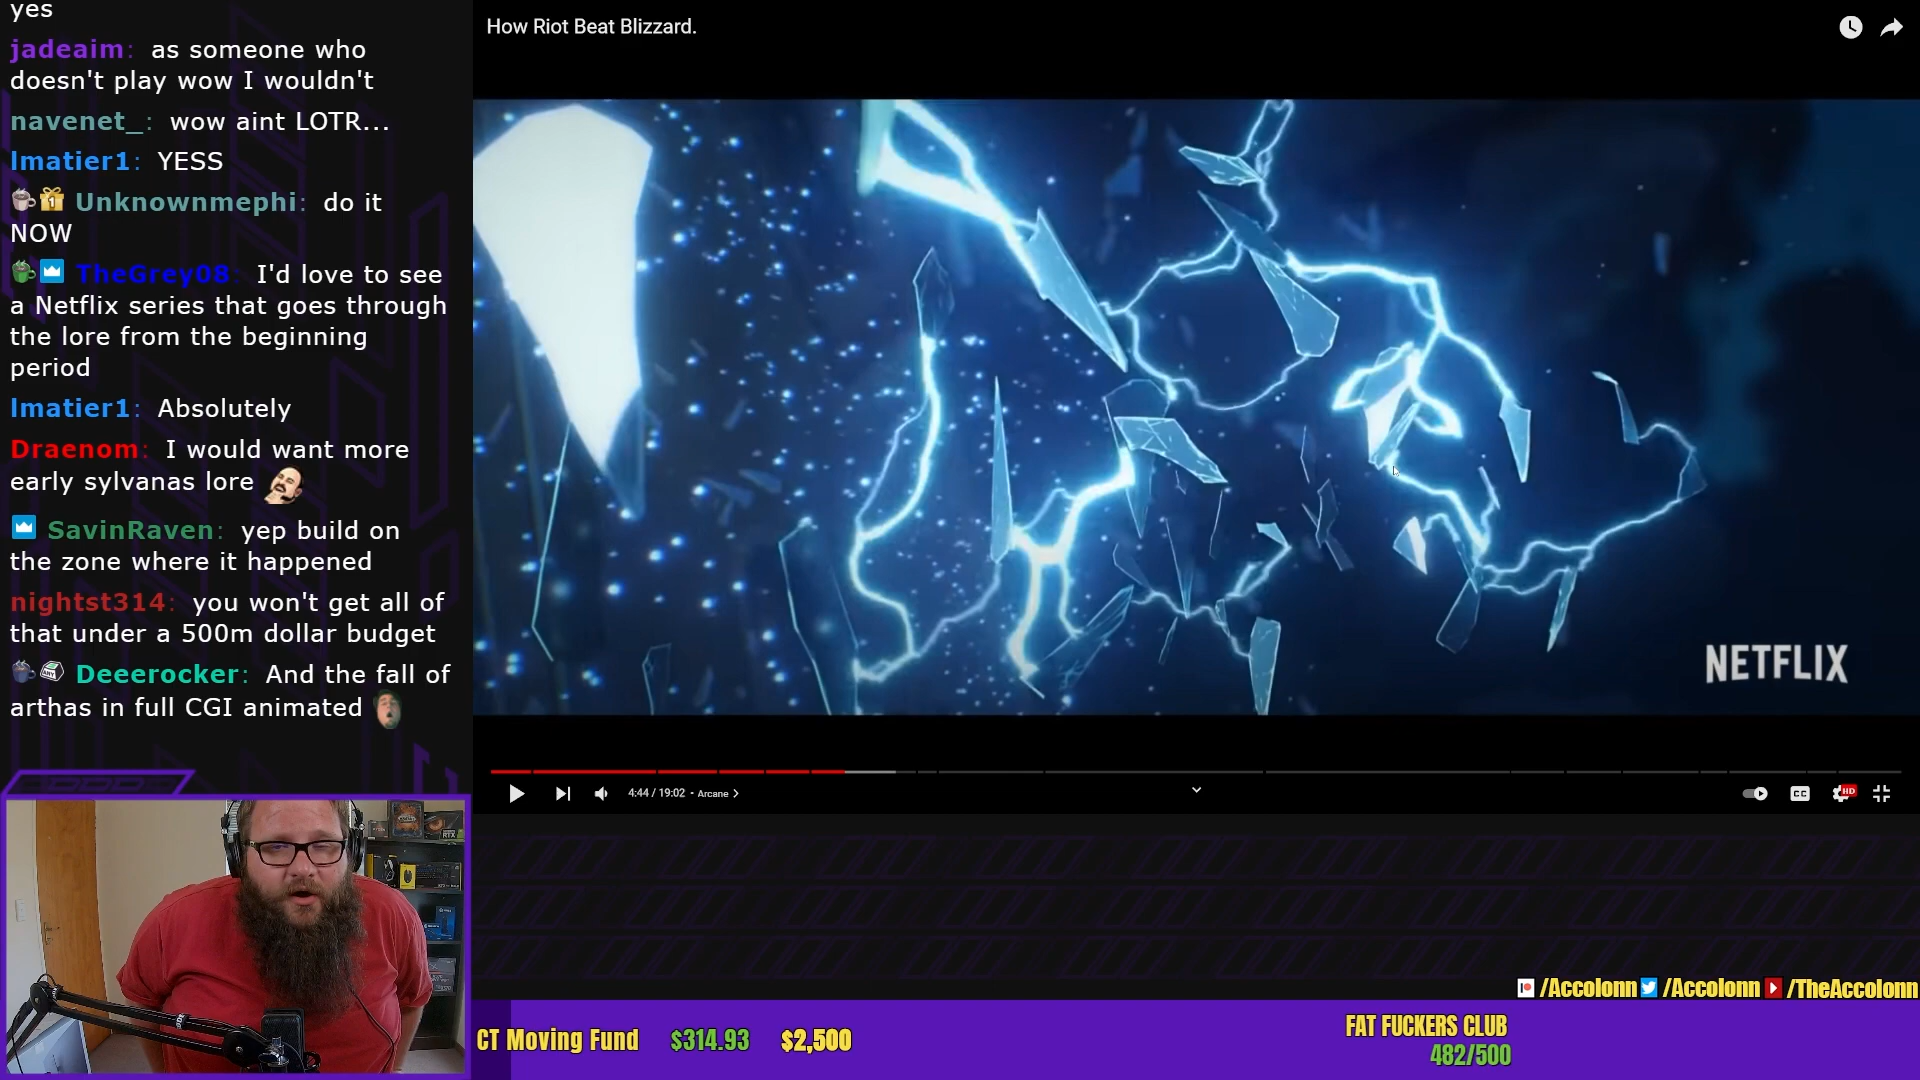 yes
jadeaim: as someone who
doesn't play wow I wouldn't
navenet_: wow aint LOTR...
lmatier1: YESS
Unknownmephi: do it
NOW
TheGrey08: I'd love to see
a Netflix series that goes through
the lore from the beginning
period
lmatier1: Absolutely
Draenom: I would want more
early sylvanas lore
SavinRaven: yep build on
the zone where it happened
nightst314: you won't get all of
that under a 500m dollar budget
Deeerocker: And the fall of
arthas in full CGI animated
How Riot Beat Blizzard.
NETFLIX
4:44 / 19:02 • Arcane >
CC
HD
/Accolonn /Accolonn /TheAccolonn
CT Moving Fund $314.93 $2,500
FAT FUCKERS CLUB
482/500